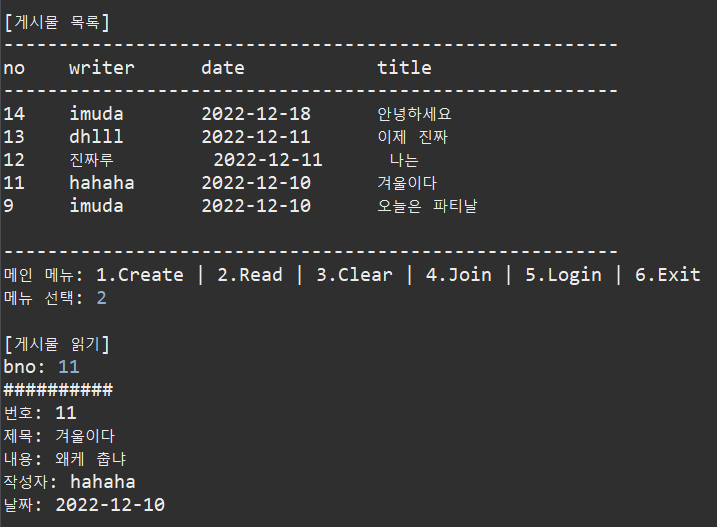 [게시물 목록]
--------------------------------------------------------
no    writer      date            title
--------------------------------------------------------
14    imuda       2022-12-18      안녕하세요
13    dhlll       2022-12-11      이제 진짜
12    진짜루         2022-12-11      나는
11    hahaha      2022-12-10      겨울이다
9     imuda       2022-12-10      오늘은 파티날
--------------------------------------------------------
메인 메뉴: 1.Create | 2.Read | 3.Clear | 4.Join | 5.Login | 6.Exit
메뉴 선택: 2
[게시물 읽기]
bno: 11
##########
번호: 11
제목: 겨울이다
내용: 왜케 춥냐
작성자: hahaha
날짜: 2022-12-10